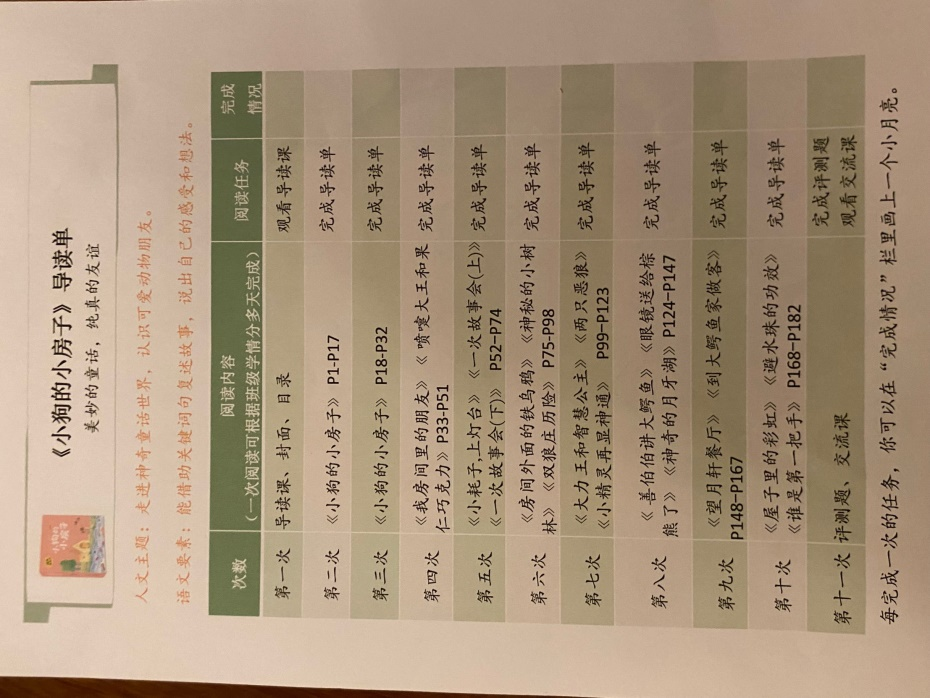 小狗的
小房子
《小狗的小房子》导读单
美妙的童话，纯真的友谊
人文主题：走进神奇童话世界，认识可爱动物朋友。
语文要素：能借助关键词句复述故事，说出自己的感受和想法。
次数
阅读内容
（一次阅读可根据班级学情分多天完成）
阅读任务
完成
情况
第一次
导读课、封面、目录
观看导读课
第二次
《小狗的小房子》 P1-P17
完成导读单
第三次
《小狗的小房子》 P18-P32
完成导读单
第四次
《我房间里的朋友》《喷嚏大王和果
仁巧克力》 P33-P51
完成导读单
第五次
《小耗子,上灯台》《一次故事会(上)》
《一次故事会(下)》 P52-P74
完成导读单
第六次
《房间外面的铁乌鸦》《神秘的小树
林》《双狼庄历险》 P75-P98
完成导读单
第七次
《大力王和智慧公主》《两只恶狼》
《小精灵再显神通》 P99-P123
完成导读单
第八次
《善伯伯讲大鳄鱼》《眼镜送给棕
熊了》《神奇的月牙湖》P124-P147
完成导读单
第九次
《望月轩餐厅》《到大鳄鱼家做客》
P148-P167
完成导读单
第十次
《屋子里的彩虹》《避水珠的功效》
《谁是第一把手》 P168-P182
完成导读单
第十一次
评测题、交流课
完成评测题
观看交流课
每完成一次的任务，你可以在“完成情况”栏里画上一个小月亮。